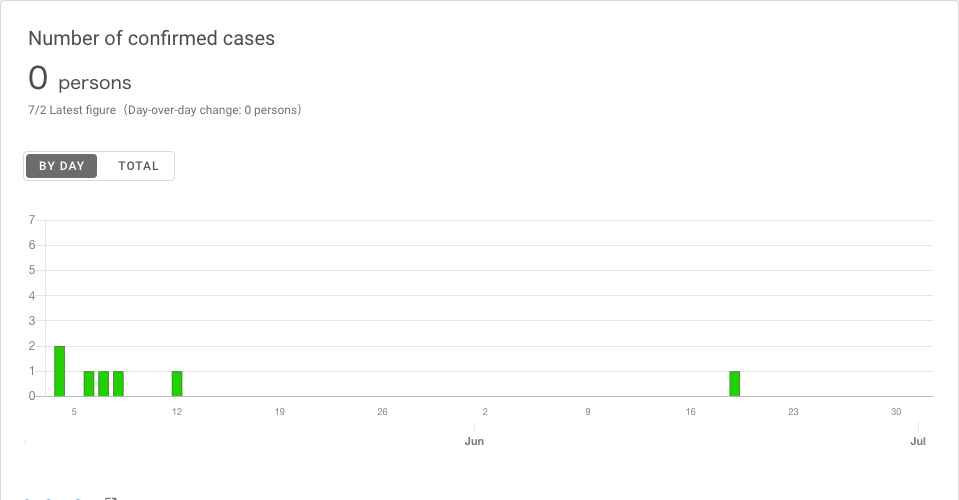 Number of confirmed cases
0 persons
7/2 Latest figure（Day-over-day change: 0 persons）
BY DAY TOTAL
7
6
5
4
3
2
1
0
5 12 19 26 2 9 16 23 30
Jun Jul